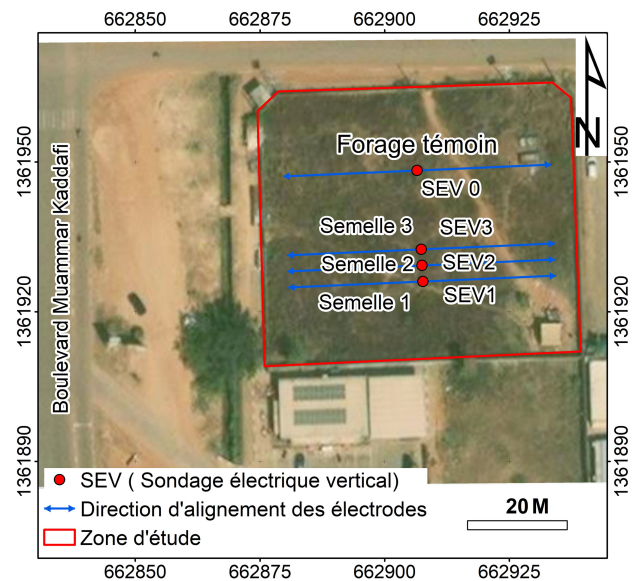 662850 662875 662900 662925
1361950
1361920
1361890
1361950
1361920
1361890
N
Boulevard Muammar Kaddafi
Forage témoin
SEV 0
Semelle 3 SEV3
Semelle 2 SEV2
Semelle 1 SEV1
SEV ( Sondage électrique vertical)
Direction d'alignement des électrodes
Zone d'étude
20 M
662850 662875 662900 662925